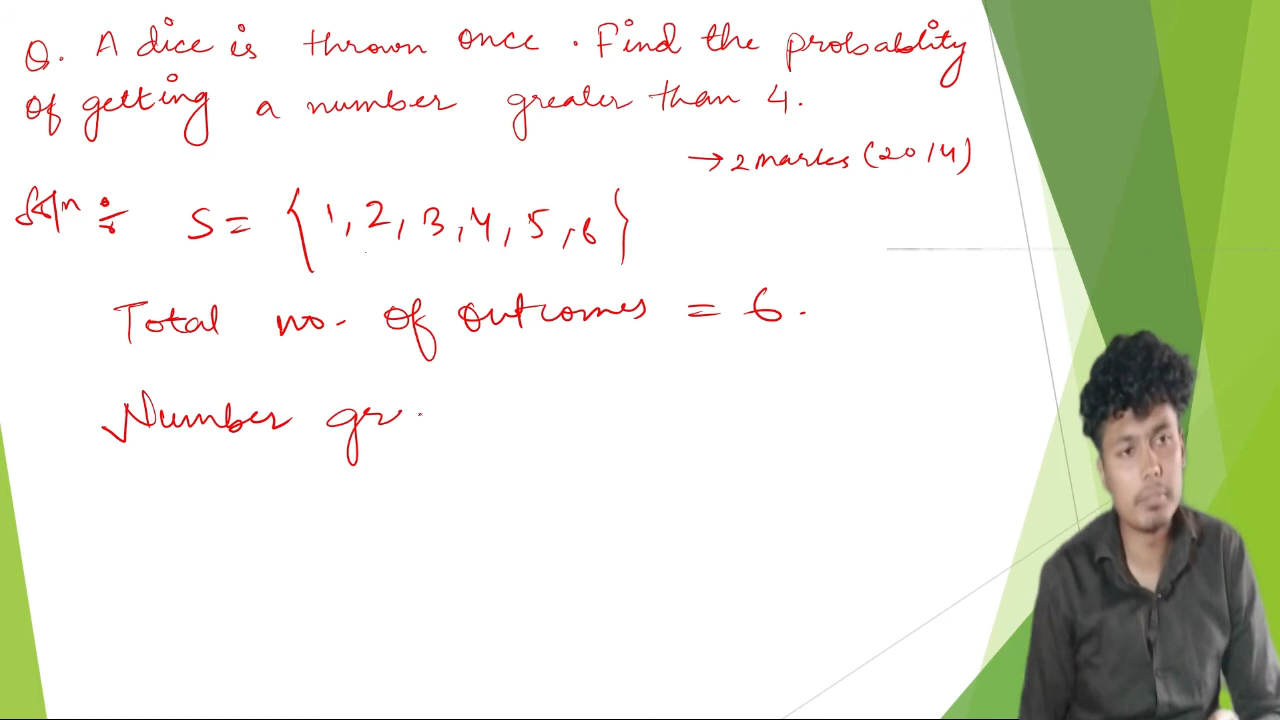 Q. A dice is thrown once. Find the probability
of getting a number greater than 4.
→ 2 marks (2014)
Soln : S = {1, 2, 3, 4, 5, 6}
Total no. of outcomes = 6.
Number gr